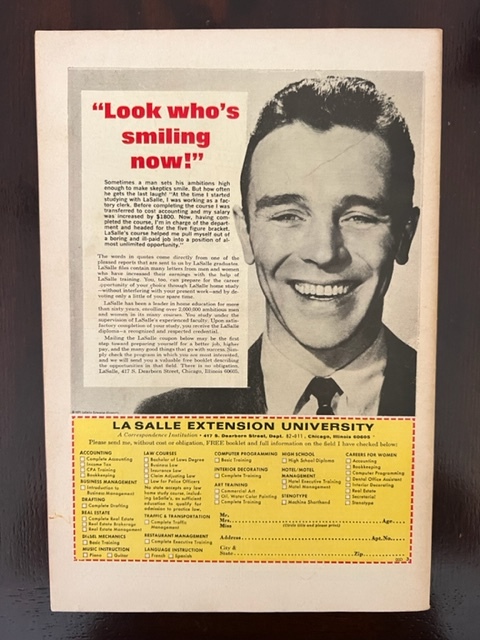 “Look who’s
smiling
now!”
Sometimes a man sets his ambitions high
enough to make skeptics smile. But how often
he gets the last laugh! “At the time I started
studying with LaSalle, I was working as a fac-
tory clerk. Before completing the course I was
transferred to cost accounting and my salary
was increased by $1800. Now, having com-
pleted the course, I’m in charge of the depart-
ment and headed for the five figure bracket.
LaSalle’s course helped me pull myself out of
a boring and ill-paid job into a position of al-
most unlimited opportunity.”
The words in quotes come directly from one of the
pleased reports that are sent to us by LaSalle graduates.
LaSalle files contain many letters from men and women
who have increased their earnings with the help of
LaSalle training. You, too, can prepare for the career
opportunity of your choice through LaSalle home study
—without interfering with your present work—and by de-
voting only a little of your spare time.
LaSalle has been a leader in home education for more
than sixty years, enrolling over 2,000,000 ambitious men
and women in its many courses. You study under the
supervision of LaSalle’s experienced faculty. Upon satis-
factory completion of your study, you receive the LaSalle
diploma—a recognized and respected credential.
Mailing the LaSalle coupon below may be the first
step toward preparing yourself for a better job, higher
pay, and the many good things that go with success. Sim-
ply check the program in which you are most interested,
and we will send you a valuable free booklet describing
the opportunities in that field. There is no obligation.
LaSalle, 417 S. Dearborn Street, Chicago, Illinois 60605.
LA SALLE EXTENSION UNIVERSITY
A Correspondence Institution • 417 S. Dearborn Street, Dept. 62-011, Chicago, Illinois 60605
Please send me, without cost or obligation, FREE booklet and full information on the field I have checked below:
ACCOUNTING
Complete Accounting
Income Tax
CPA Training
Bookkeeping
BUSINESS MANAGEMENT
Introduction to
Business Management
DRAFTING
Complete Drafting
REAL ESTATE
Complete Real Estate
Real Estate Brokerage
Real Estate Management
DIESEL MECHANICS
Basic Training
MUSIC INSTRUCTION
Piano Guitar
LAW COURSES
Bachelor of Laws Degree
Business Law
Insurance Law
Claim Adjusting Law
Law for Police Officers
No state accepts any law
home study course, includ-
ing LaSalle’s, as sufficient
education to qualify for
admission to practice law.
TRAFFIC & TRANSPORTATION
Complete Traffic
Management
RESTAURANT MANAGEMENT
Complete Executive Training
LANGUAGE INSTRUCTION
French Spanish
COMPUTER PROGRAMMING
Basic Training
INTERIOR DECORATING
Complete Training
ART TRAINING
Commercial Art
Oil, Water Color Painting
Complete Training
HIGH SCHOOL
High School Diploma
HOTEL/MOTEL
MANAGEMENT
Hotel Executive Training
Motel Management
STENOTYPE
Machine Shorthand
CAREERS FOR WOMEN
Accounting
Bookkeeping
Computer Programming
Dental Office Assistant
Interior Decorating
Real Estate
Secretarial
Stenotype
Mr.
Mrs.
Miss Age
(Circle title and please print)
Address Apt. No.
City &
State Zip